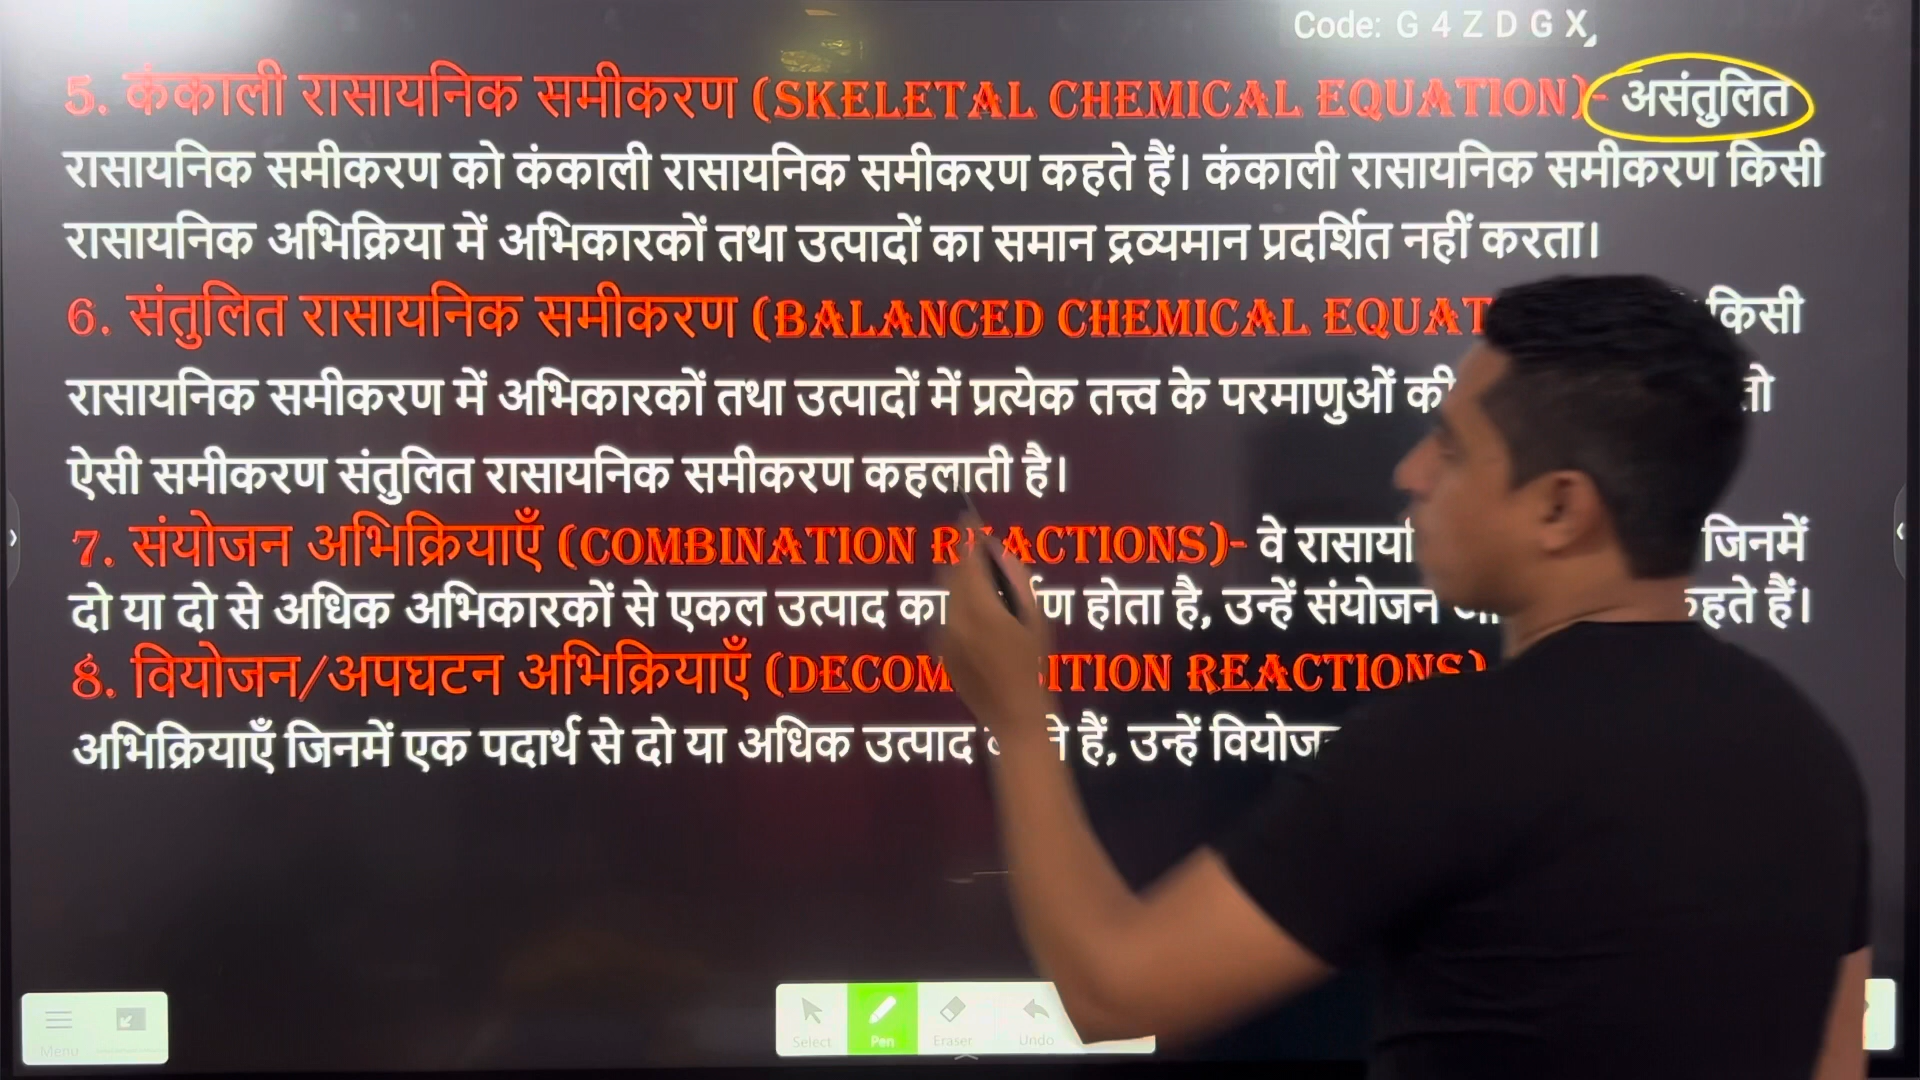 Code: G 4 Z D G X
5. कंकाली रासायनिक समीकरण (SKELETAL CHEMICAL EQUATION)- असंतुलित
रासायनिक समीकरण को कंकाली रासायनिक समीकरण कहते हैं। कंकाली रासायनिक समीकरण किसी
रासायनिक अभिक्रिया में अभिकारकों तथा उत्पादों का समान द्रव्यमान प्रदर्शित नहीं करता।
6. संतुलित रासायनिक समीकरण (BALANCED CHEMICAL किसी
रासायनिक समीकरण में अभिकारकों तथा उत्पादों में प्रत्येक तत्त्व के परमाणुओं की
ऐसी समीकरण संतुलित रासायनिक समीकरण कहलाती है।
7. संयोजन अभिक्रियाएँ (COMBINATION REACTIONS)- वे जिनमें
दो या दो से अधिक अभिकारकों से एकल उत्पाद का होता है, उन्हें संयोजन कहते हैं।
8. वियोजन/अपघटन अभिक्रियाएँ (DECOMPOSITION REACTIONS)
अभिक्रियाएँ जिनमें एक पदार्थ से दो या अधिक उत्पाद हैं, उन्हें
Menu Select Pen Eraser Undo